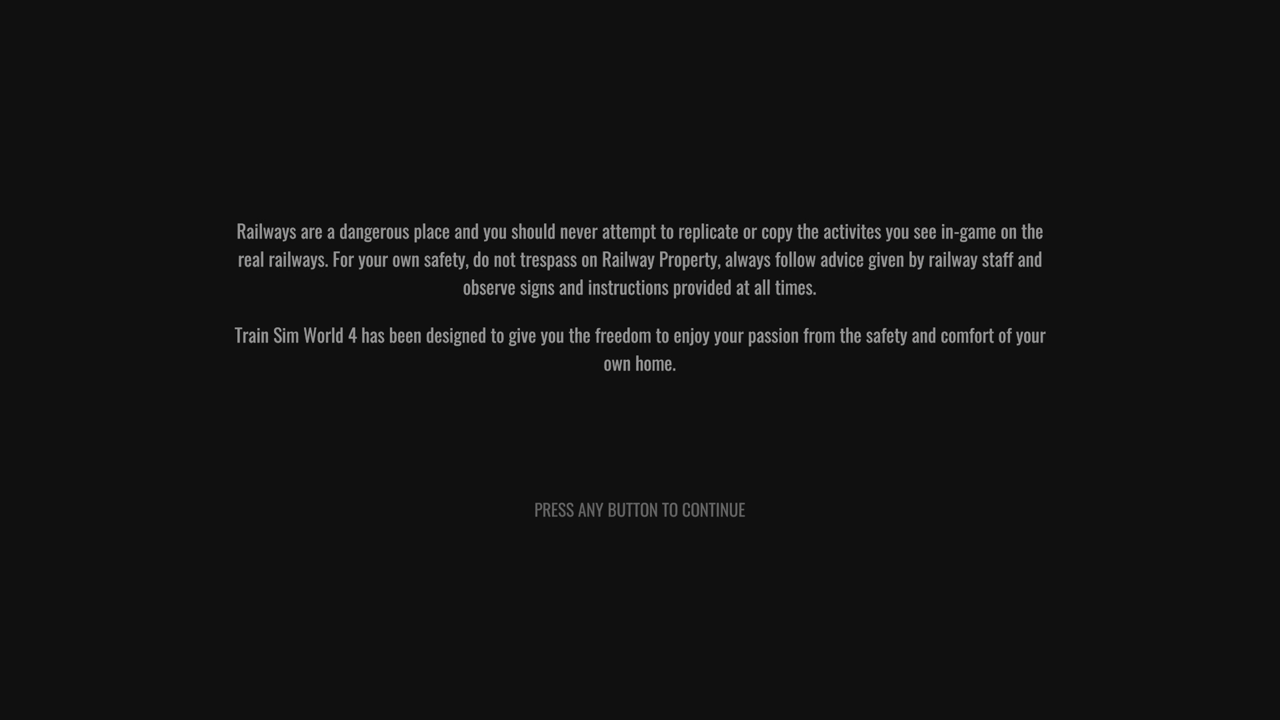 Railways are a dangerous place and you should never attempt to replicate or copy the activites you see in-game on the
real railways. For your own safety, do not trespass on Railway Property, always follow advice given by railway staff and
observe signs and instructions provided at all times.
Train Sim World 4 has been designed to give you the freedom to enjoy your passion from the safety and comfort of your
own home.
PRESS ANY BUTTON TO CONTINUE